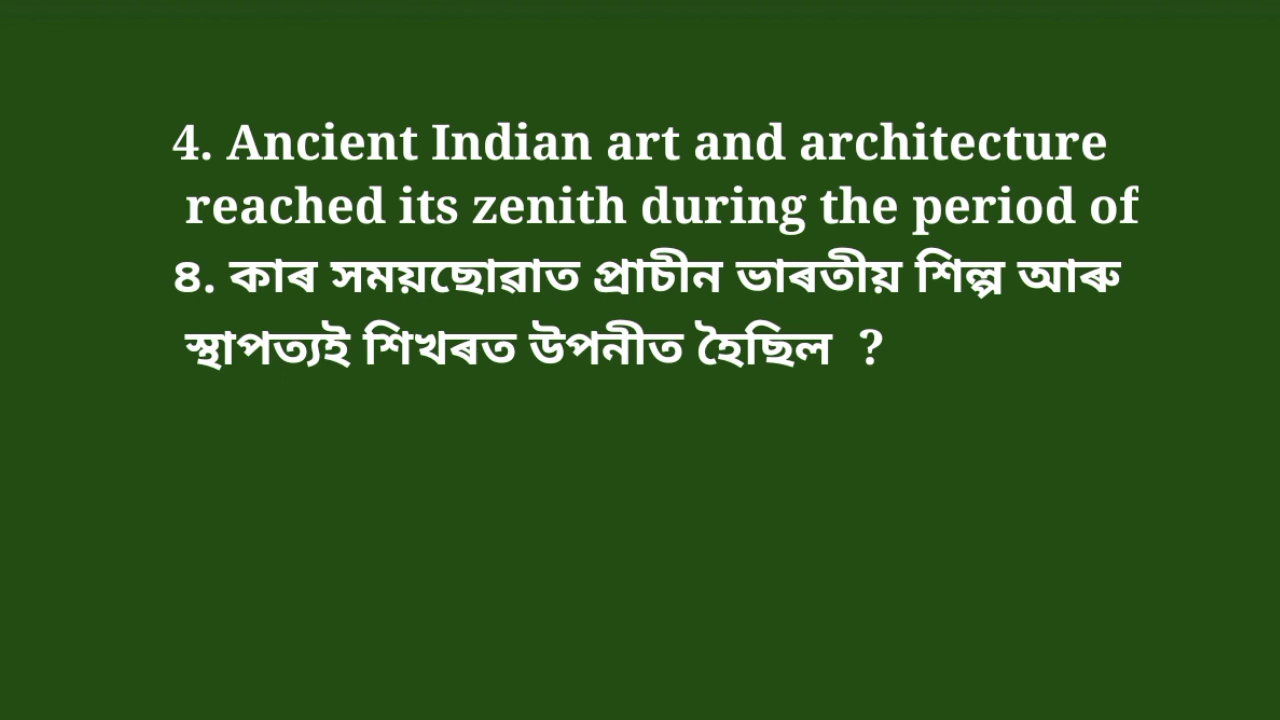 4. Ancient Indian art and architecture
reached its zenith during the period of
৪. কাৰ সময়ছোৱাত প্ৰাচীন ভাৰতীয় শিল্প আৰু
স্থাপত্যই শিখৰত উপনীত হৈছিল ?